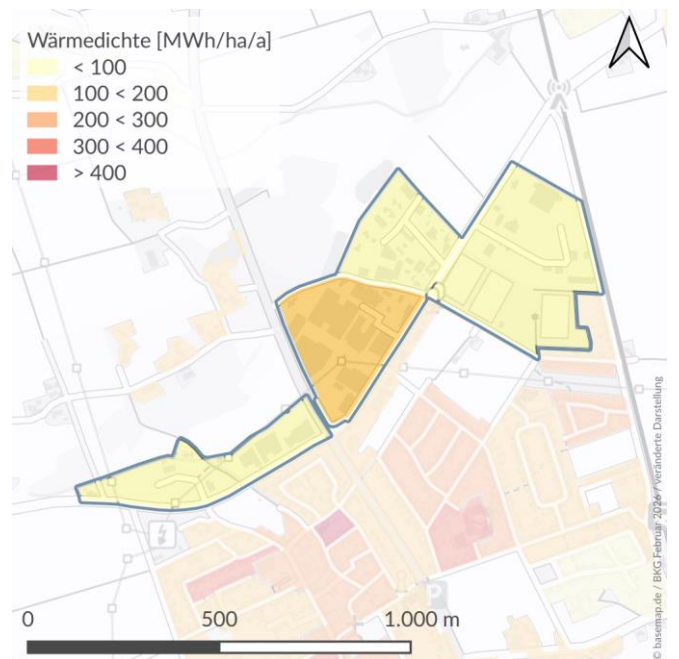 Wärmedichte [MWh/ha/a]
< 100
100 < 200
200 < 300
300 < 400
> 400
P
0 500 1.000 m
© basemap.de / BKG Februar 2026 / veränderte Darstellung